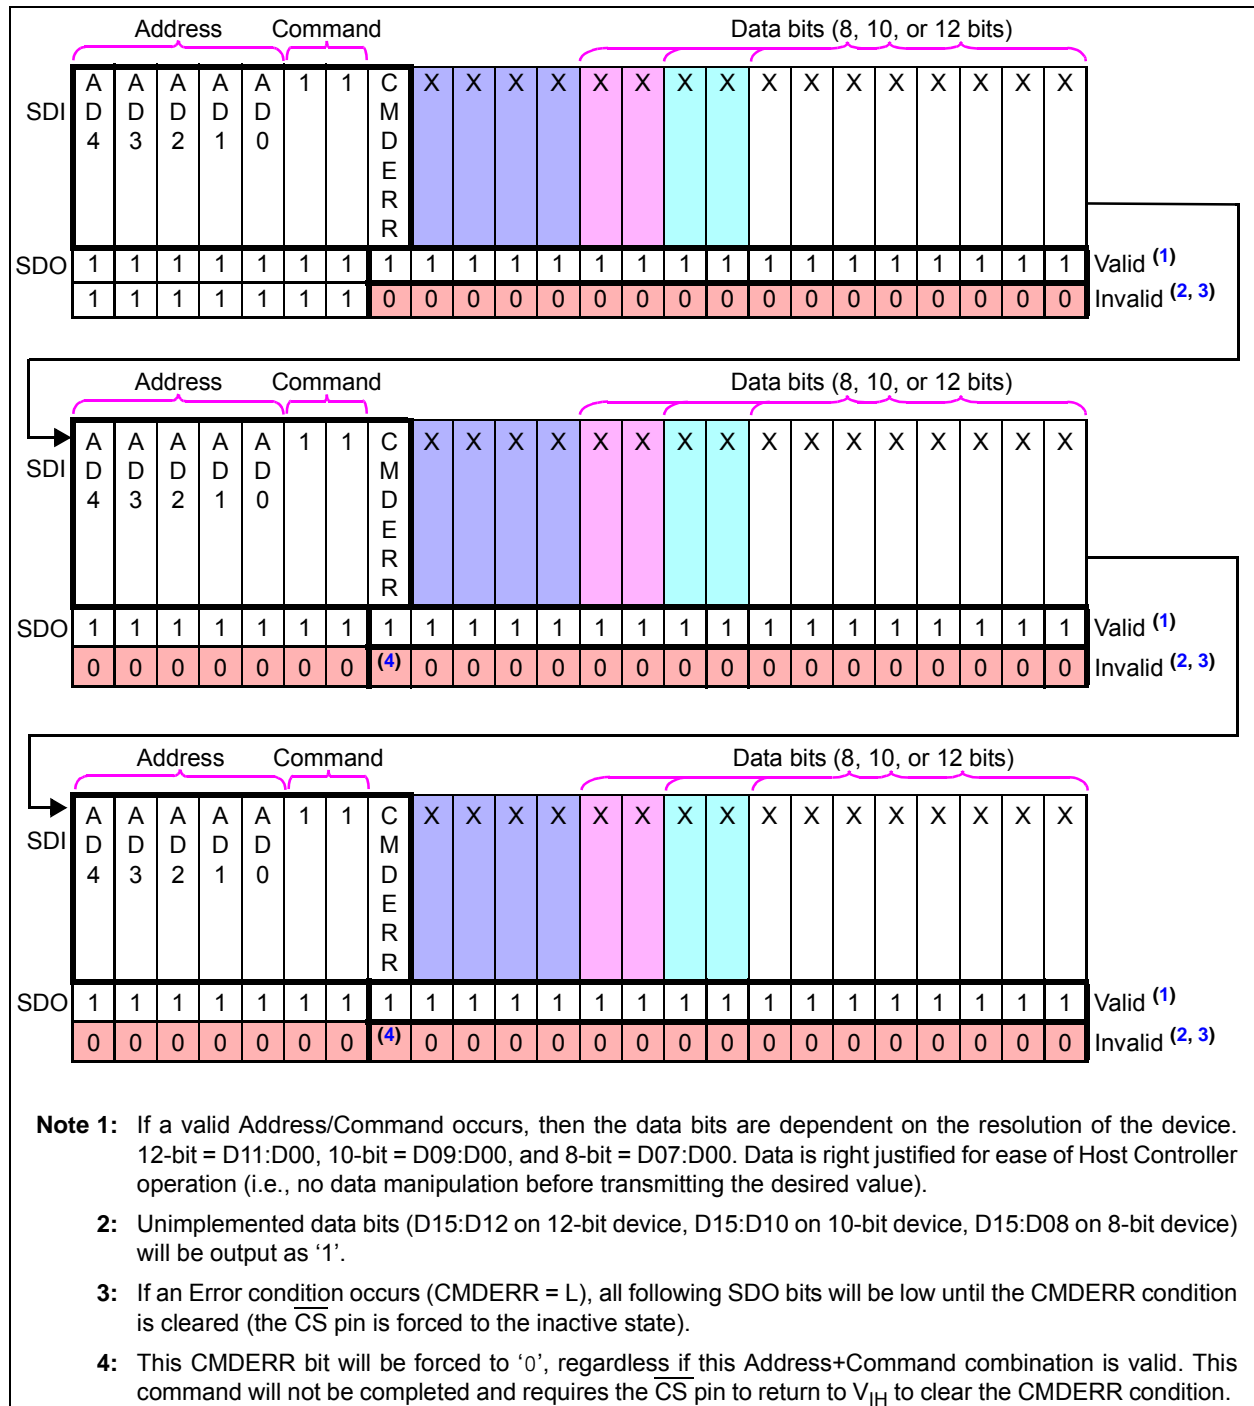 Address Command Data bits (8, 10, or 12 bits)
SDI A A A A A 1 1 C X X X X X X X X X X X X X X X X
D D D D D M
4 3 2 1 0 D
E
R
R
SDO 1 1 1 1 1 1 1 1 1 1 1 1 1 1 1 1 1 1 1 1 1 1 1 1 Valid (1)
1 1 1 1 1 1 1 0 0 0 0 0 0 0 0 0 0 0 0 0 0 0 0 0 Invalid (2, 3)
Address Command Data bits (8, 10, or 12 bits)
SDI A A A A A 1 1 C X X X X X X X X X X X X X X X X
D D D D D M
4 3 2 1 0 D
E
R
R
SDO 1 1 1 1 1 1 1 1 1 1 1 1 1 1 1 1 1 1 1 1 1 1 1 1 Valid (1)
0 0 0 0 0 0 0 (4) 0 0 0 0 0 0 0 0 0 0 0 0 0 0 0 0 Invalid (2, 3)
Address Command Data bits (8, 10, or 12 bits)
SDI A A A A A 1 1 C X X X X X X X X X X X X X X X X
D D D D D M
4 3 2 1 0 D
E
R
R
SDO 1 1 1 1 1 1 1 1 1 1 1 1 1 1 1 1 1 1 1 1 1 1 1 1 Valid (1)
0 0 0 0 0 0 0 (4) 0 0 0 0 0 0 0 0 0 0 0 0 0 0 0 0 Invalid (2, 3)
Note 1: If a valid Address/Command occurs, then the data bits are dependent on the resolution of the device.
12-bit = D11:D00, 10-bit = D09:D00, and 8-bit = D07:D00. Data is right justified for ease of Host Controller
operation (i.e., no data manipulation before transmitting the desired value).
2: Unimplemented data bits (D15:D12 on 12-bit device, D15:D10 on 10-bit device, D15:D08 on 8-bit device)
will be output as ‘1’.
3: If an Error condition occurs (CMDERR = L), all following SDO bits will be low until the CMDERR condition
is cleared (the CS pin is forced to the inactive state).
4: This CMDERR bit will be forced to ‘0’, regardless if this Address+Command combination is valid. This
command will not be completed and requires the CS pin to return to VIH to clear the CMDERR condition.